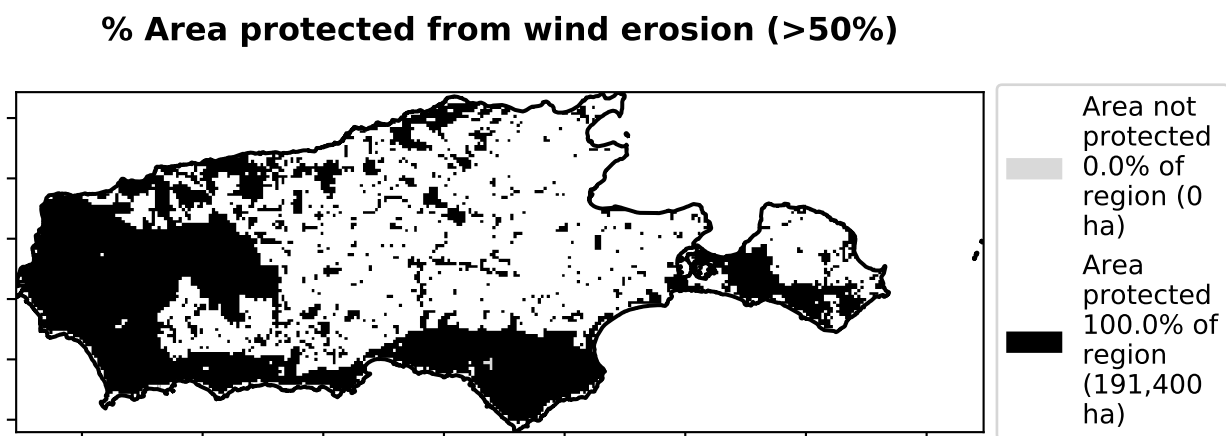 % Area protected from wind erosion (>50%)
Area not
protected
0.0% of
region (0
ha)
Area
protected
100.0% of
region
(191,400
ha)